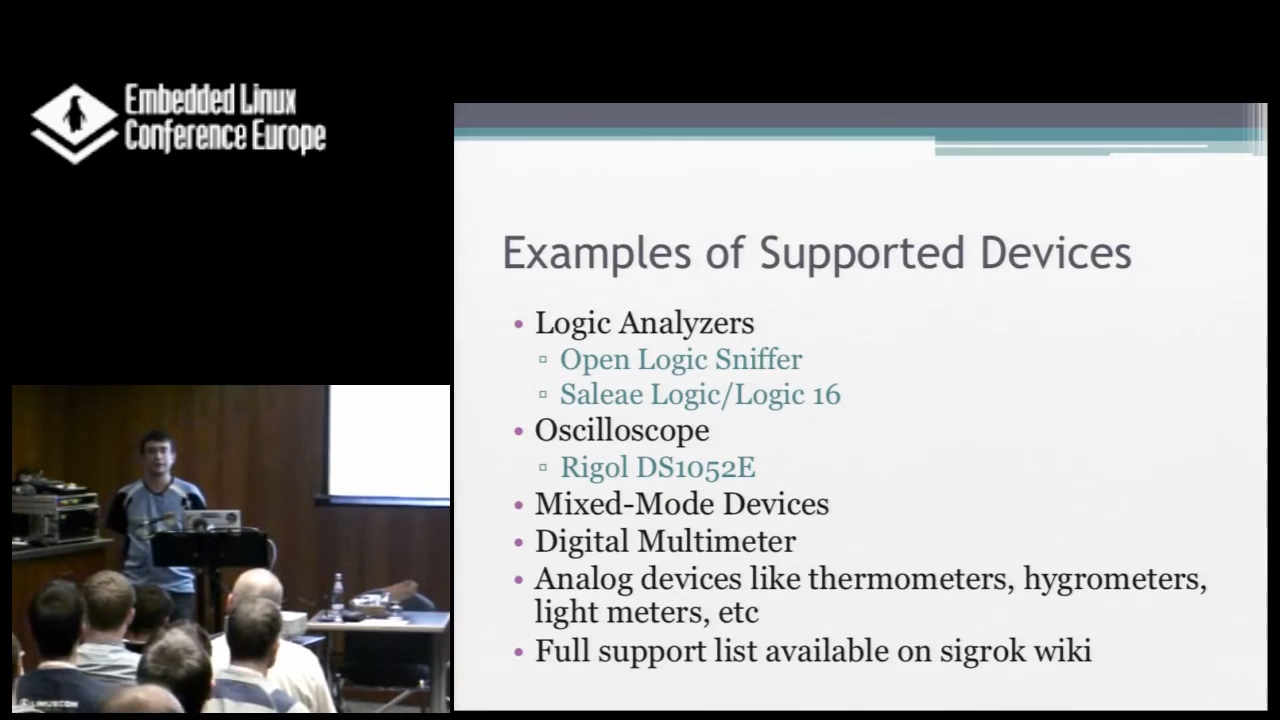 Embedded Linux
Conference Europe
Examples of Supported Devices
• Logic Analyzers
▫ Open Logic Sniffer
▫ Saleae Logic/Logic 16
• Oscilloscope
▫ Rigol DS1052E
• Mixed-Mode Devices
• Digital Multimeter
• Analog devices like thermometers, hygrometers,
light meters, etc
• Full support list available on sigrok wiki